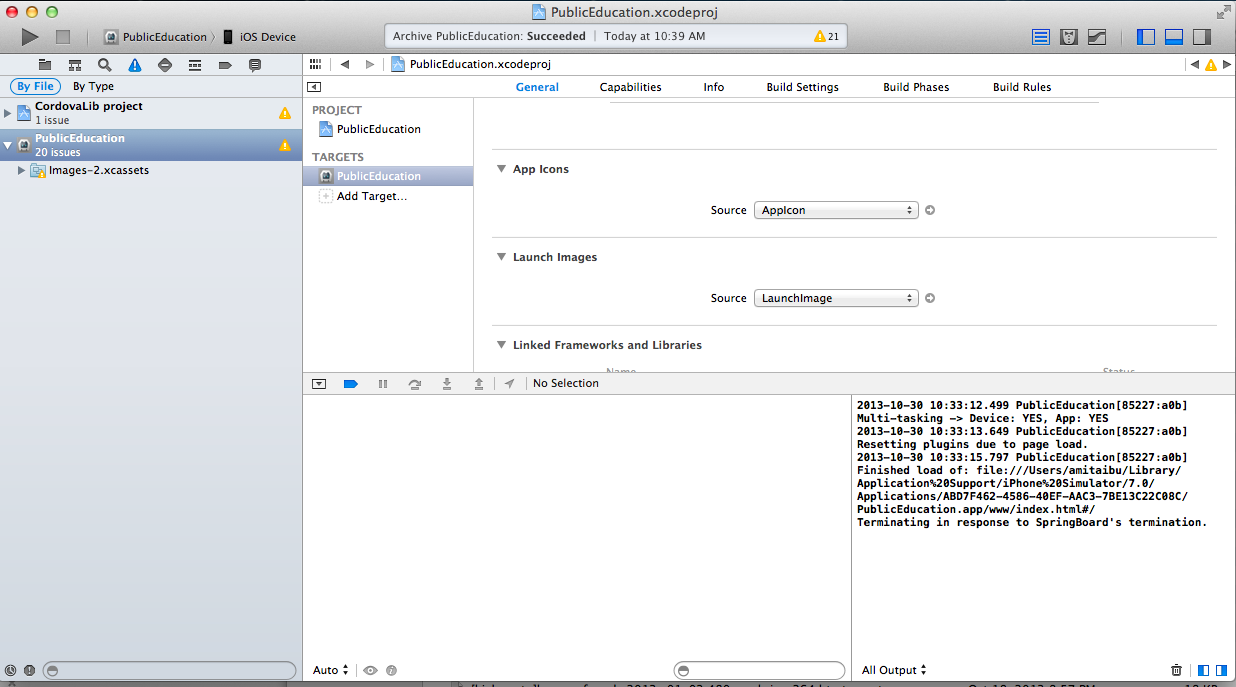 PublicEducation.xcodeproj
PublicEducation iOS Device
Archive PublicEducation: Succeeded Today at 10:39 AM 21
PublicEducation.xcodeproj
By File By Type
CordovaLib project
1 issue
PublicEducation
20 issues
Images-2.xcassets
General Capabilities Info Build Settings Build Phases Build Rules
PROJECT
PublicEducation
TARGETS
PublicEducation
Add Target...
App Icons
Source AppIcon
Launch Images
Source LaunchImage
Linked Frameworks and Libraries
Name Status
No Selection
2013-10-30 10:33:12.499 PublicEducation[85227:a0b]
Multi-tasking -> Device: YES, App: YES
2013-10-30 10:33:13.649 PublicEducation[85227:a0b]
Resetting plugins due to page load.
2013-10-30 10:33:15.797 PublicEducation[85227:a0b]
Finished load of: file:///Users/amitaibu/Library/
Application%20Support/iPhone%20Simulator/7.0/
Applications/ABD7F462-4586-40EF-AAC3-7BE13C22C08C/
PublicEducation.app/www/index.html#/
Terminating in response to SpringBoard's termination.
Auto All Output